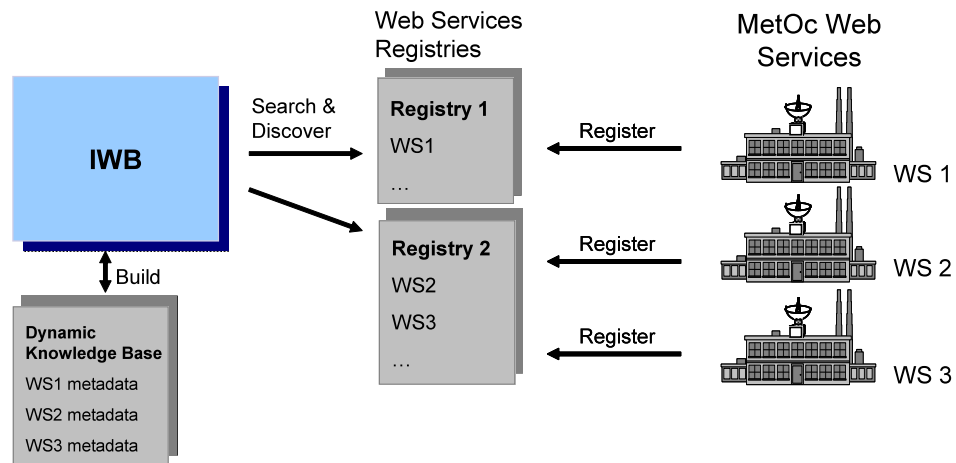 Web Services
Registries
MetOc Web
Services
IWB
Search &
Discover
Registry 1
WS1
...
Register
WS 1
Registry 2
WS2
WS3
...
Register
WS 2
Register
WS 3
Build
Dynamic
Knowledge Base
WS1 metadata
WS2 metadata
WS3 metadata